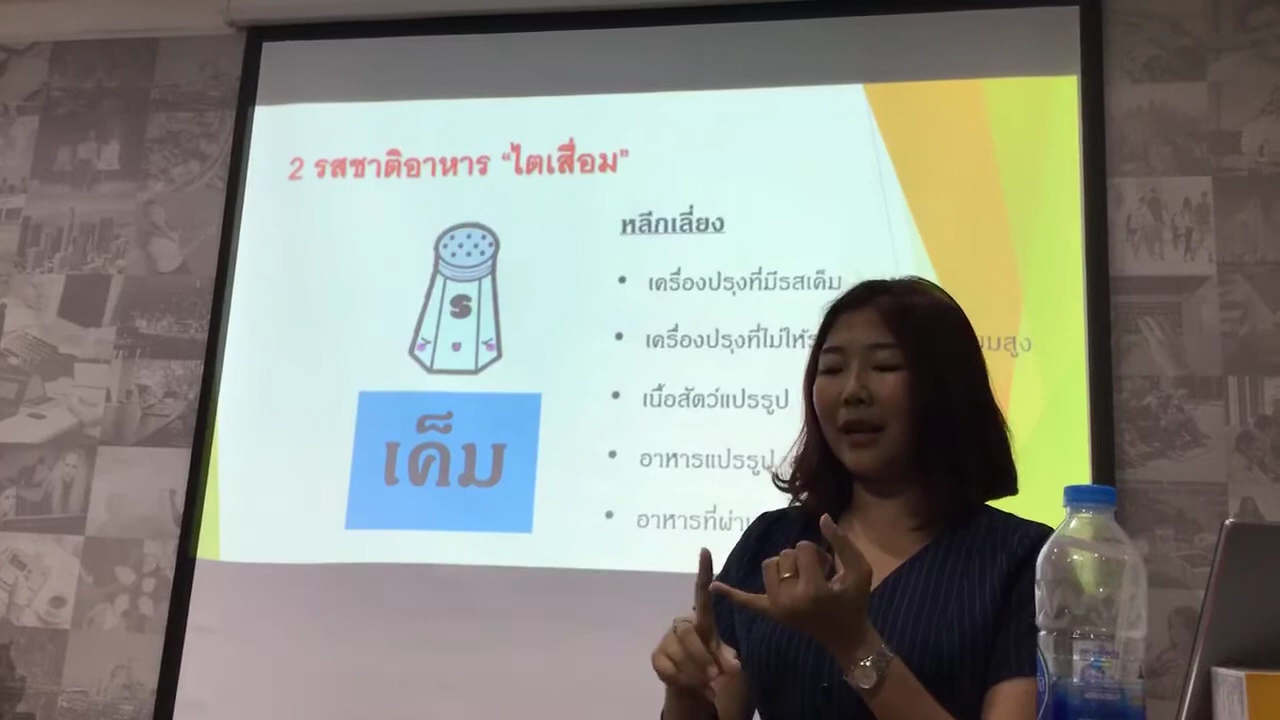 2 รสชาติอาหาร “ไตเสื่อม”
S
เค็ม
หลีกเลี่ยง
• เครื่องปรุงที่มีรสเค็ม
• เครื่องปรุงที่ไม่ให้ มสูง
• เนื้อสัตว์แปรรูป
• อาหารแปรรูป
• อาหารที่ผ่าน